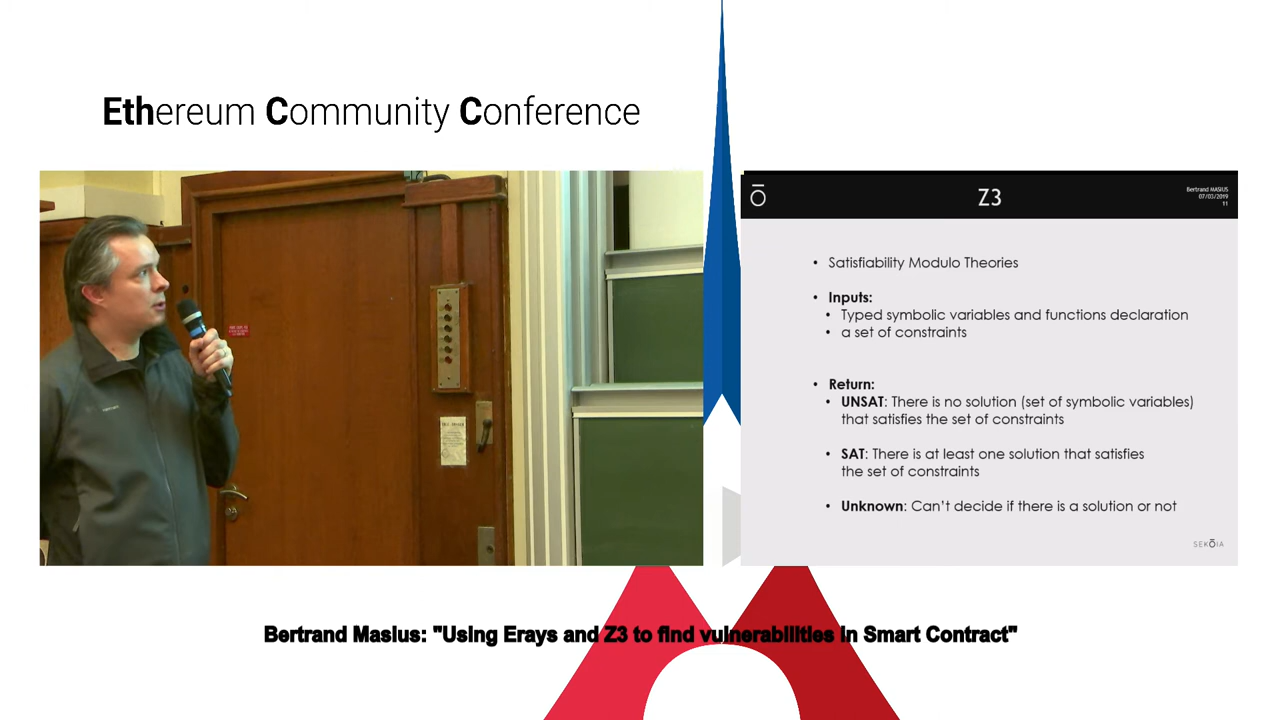 Ethereum Community Conference
Ō
Z3
Bertrand MASIUS
07/03/2019
11
• Satisfiability Modulo Theories
• Inputs:
• Typed symbolic variables and functions declaration
• a set of constraints
• Return:
• UNSAT: There is no solution (set of symbolic variables)
that satisfies the set of constraints
• SAT: There is at least one solution that satisfies
the set of constraints
• Unknown: Can't decide if there is a solution or not
SEKŌIA
Bertrand Masius: "Using Erays and Z3 to find vulnerabilities in Smart Contract"